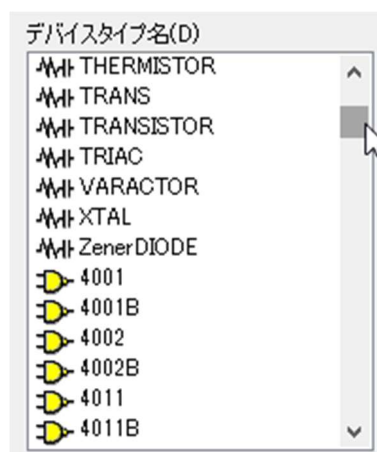 デバイスタイプ名(D)
THERMISTOR
TRANS
TRANSISTOR
TRIAC
VARACTOR
XTAL
ZenerDIODE
4001
4001B
4002
4002B
4011
4011B